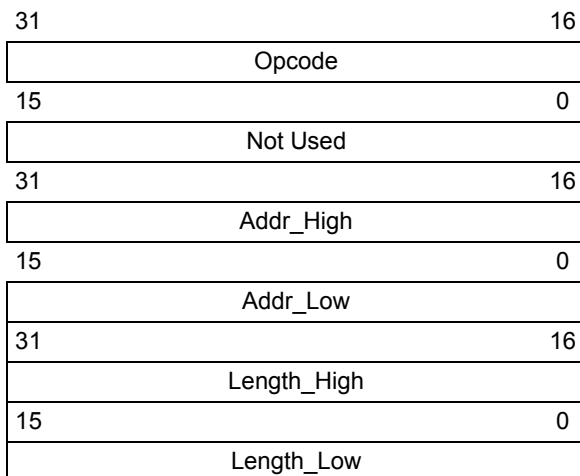 31 16
Opcode
15 0
Not Used
31 16
Addr_High
15 0
Addr_Low
31 16
Length_High
15 0
Length_Low